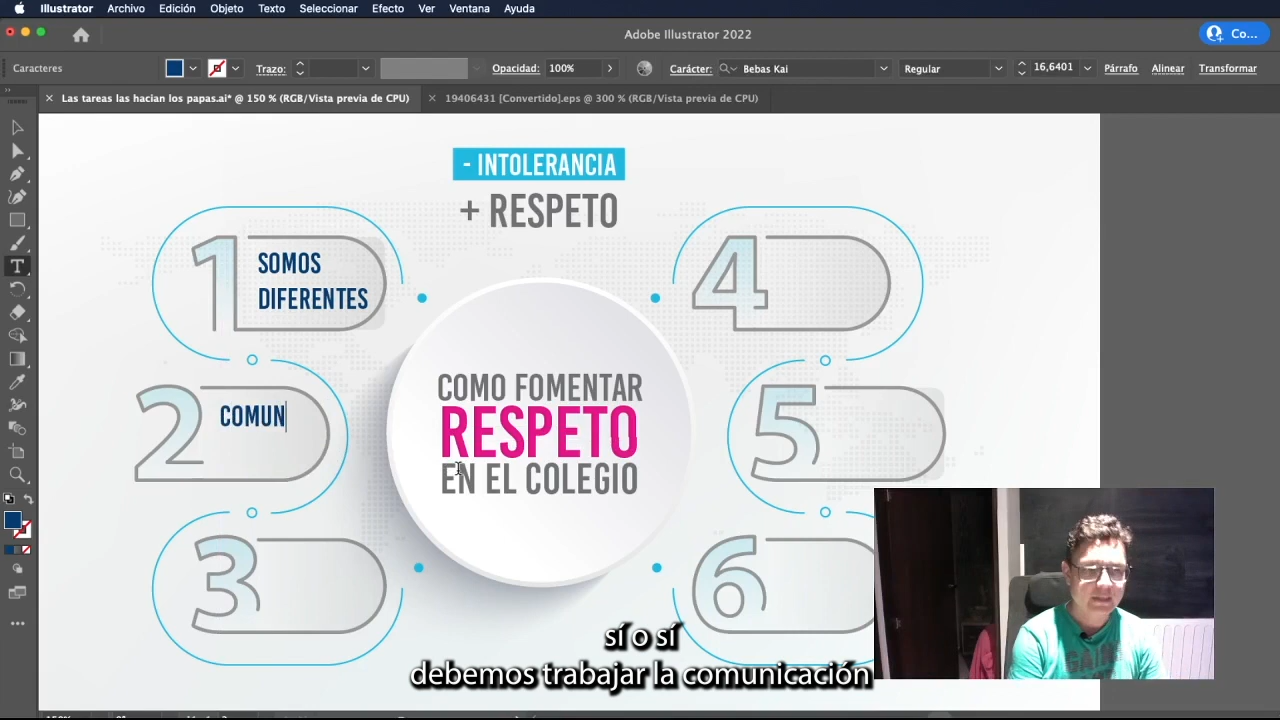 Illustrator Archivo Edición Objeto Texto Seleccionar Efecto Ver Ventana Ayuda
Adobe Illustrator 2022
Co...
Caracteres Trazo: Opacidad: 100% Carácter: Bebas Kai Regular 16,6401 Párrafo Alinear Transformar
Las tareas las hacian los papas.ai* @ 150 % (RGB/Vista previa de CPU) 19406431 [Convertido].eps @ 300 % (RGB/Vista previa de CPU)
- INTOLERANCIA
+ RESPETO
1 SOMOS
DIFERENTES
2 COMUN
3
4
5
6
COMO FOMENTAR
RESPETO
EN EL COLEGIO
sí o sí
debemos trabajar la comunicación